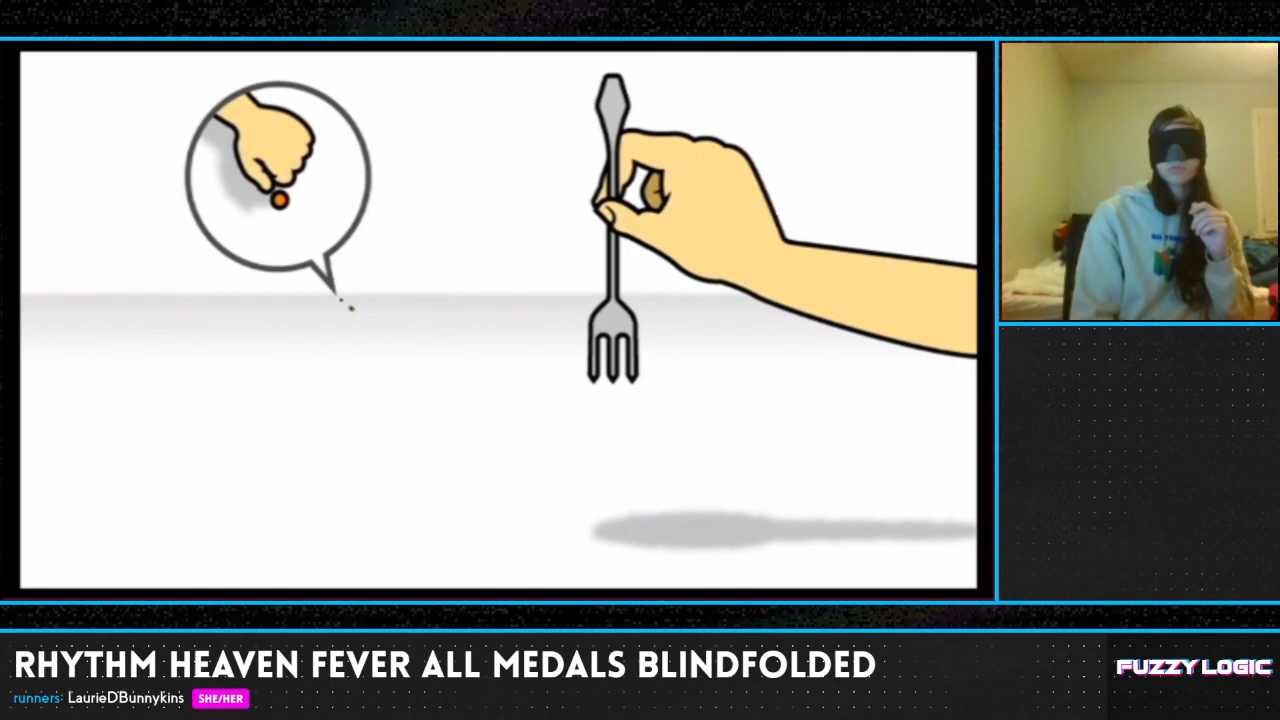 RHYTHM HEAVEN FEVER ALL MEDALS BLINDFOLDED
runners: LaurieDBunnykins SHE/HER
FUZZY LOGIC